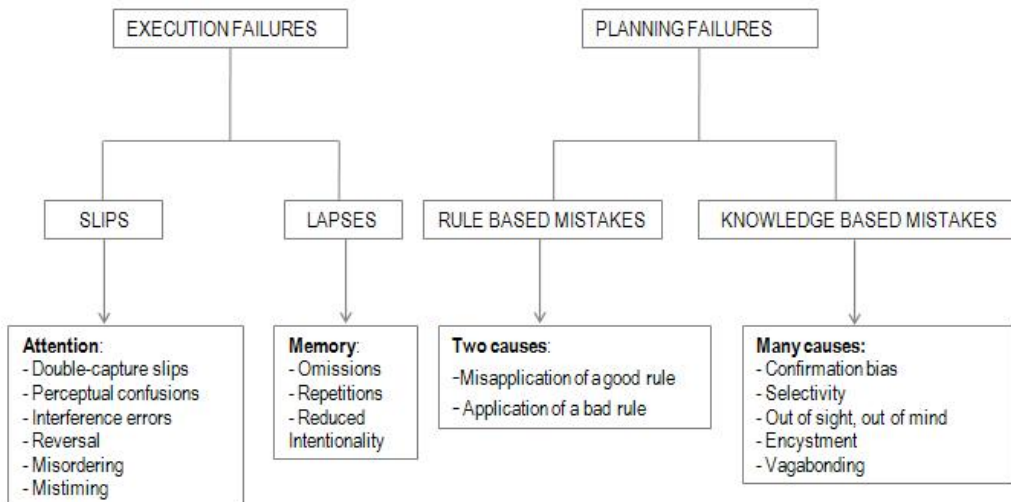 EXECUTION FAILURES
PLANNING FAILURES
SLIPS
LAPSES
RULE BASED MISTAKES
KNOWLEDGE BASED MISTAKES
Attention:
- Double-capture slips
- Perceptual confusions
- Interference errors
- Reversal
- Misordering
- Mistiming
Memory:
- Omissions
- Repetitions
- Reduced
Intentionality
Two causes:
-Misapplication of a good rule
- Application of a bad rule
Many causes:
- Confirmation bias
- Selectivity
- Out of sight, out of mind
- Encystment
- Vagabonding